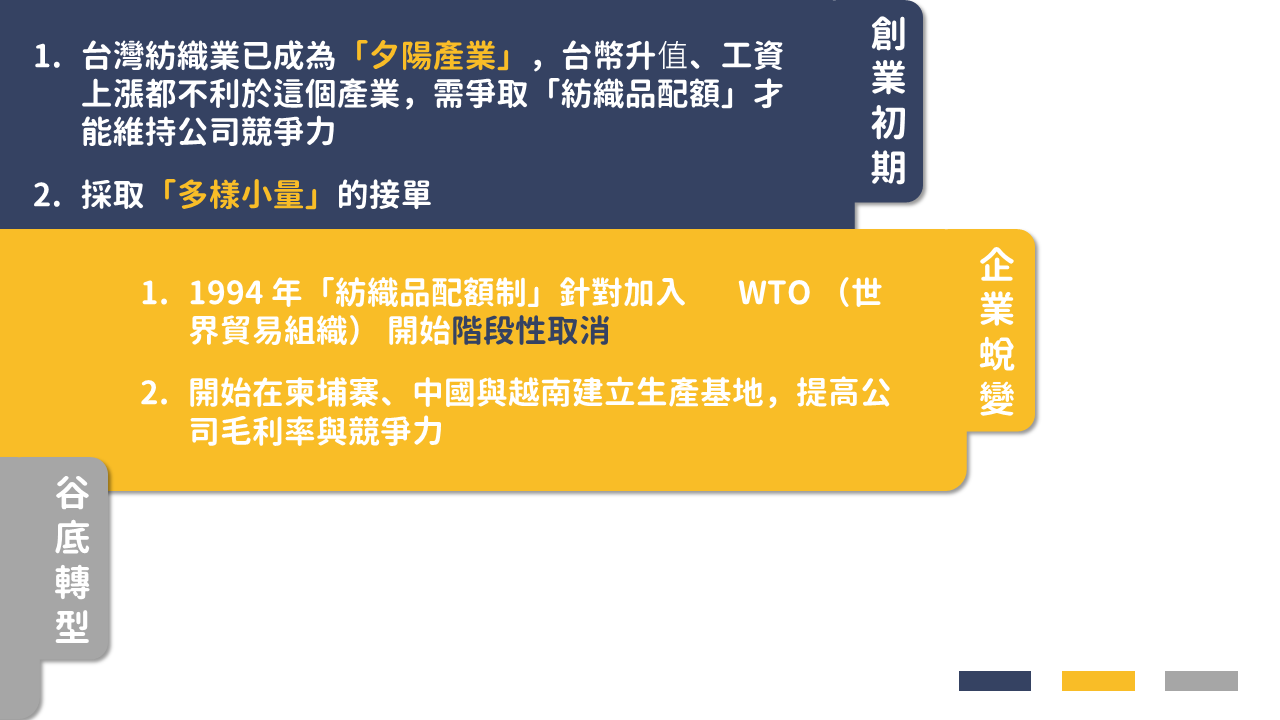 1. 台灣紡織業已成為「夕陽產業」，台幣升值、工資
上漲都不利於這個產業，需爭取「紡織品配額」才
能維持公司競爭力
2. 採取「多樣小量」的接單
創業初期
1. 1994 年「紡織品配額制」針對加入 WTO （世
界貿易組織） 開始階段性取消
2. 開始在柬埔寨、中國與越南建立生產基地，提高公
司毛利率與競爭力
企業蛻變
谷底轉型